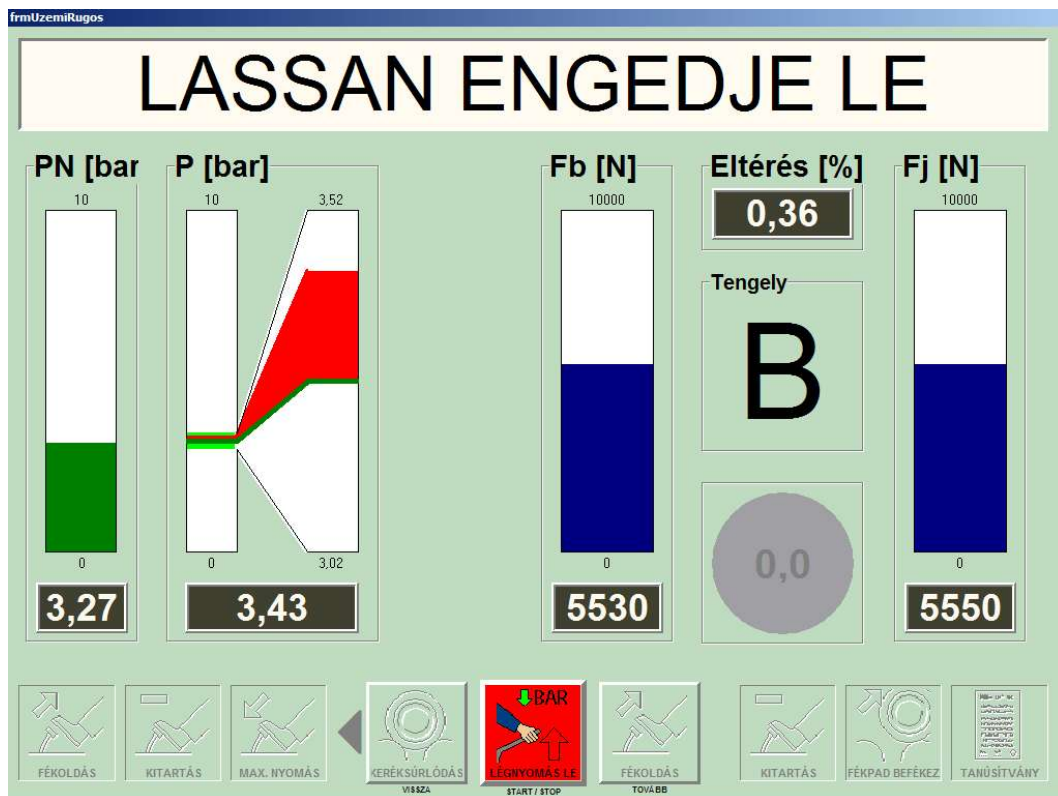 frmUzemiRugos
LASSAN ENGEDJE LE
PN [bar
P [bar]
Fb [N]
Eltérés [%]
Fj [N]
10
10
3,52
10000
0,36
10000
Tengely
B
0,0
0
0
3,02
0
0
3,27
3,43
5530
5550
BAR
FÉKOLDÁS
KITARTÁS
MAX. NYOMÁS
KERÉKSÚRLÓDÁS
LÉGNYOMÁS LE
FÉKOLDÁS
KITARTÁS
FÉKPAD BEFÉKEZ
TANÚSÍTVÁNY
VISSZA
START / STOP
TOVÁBB